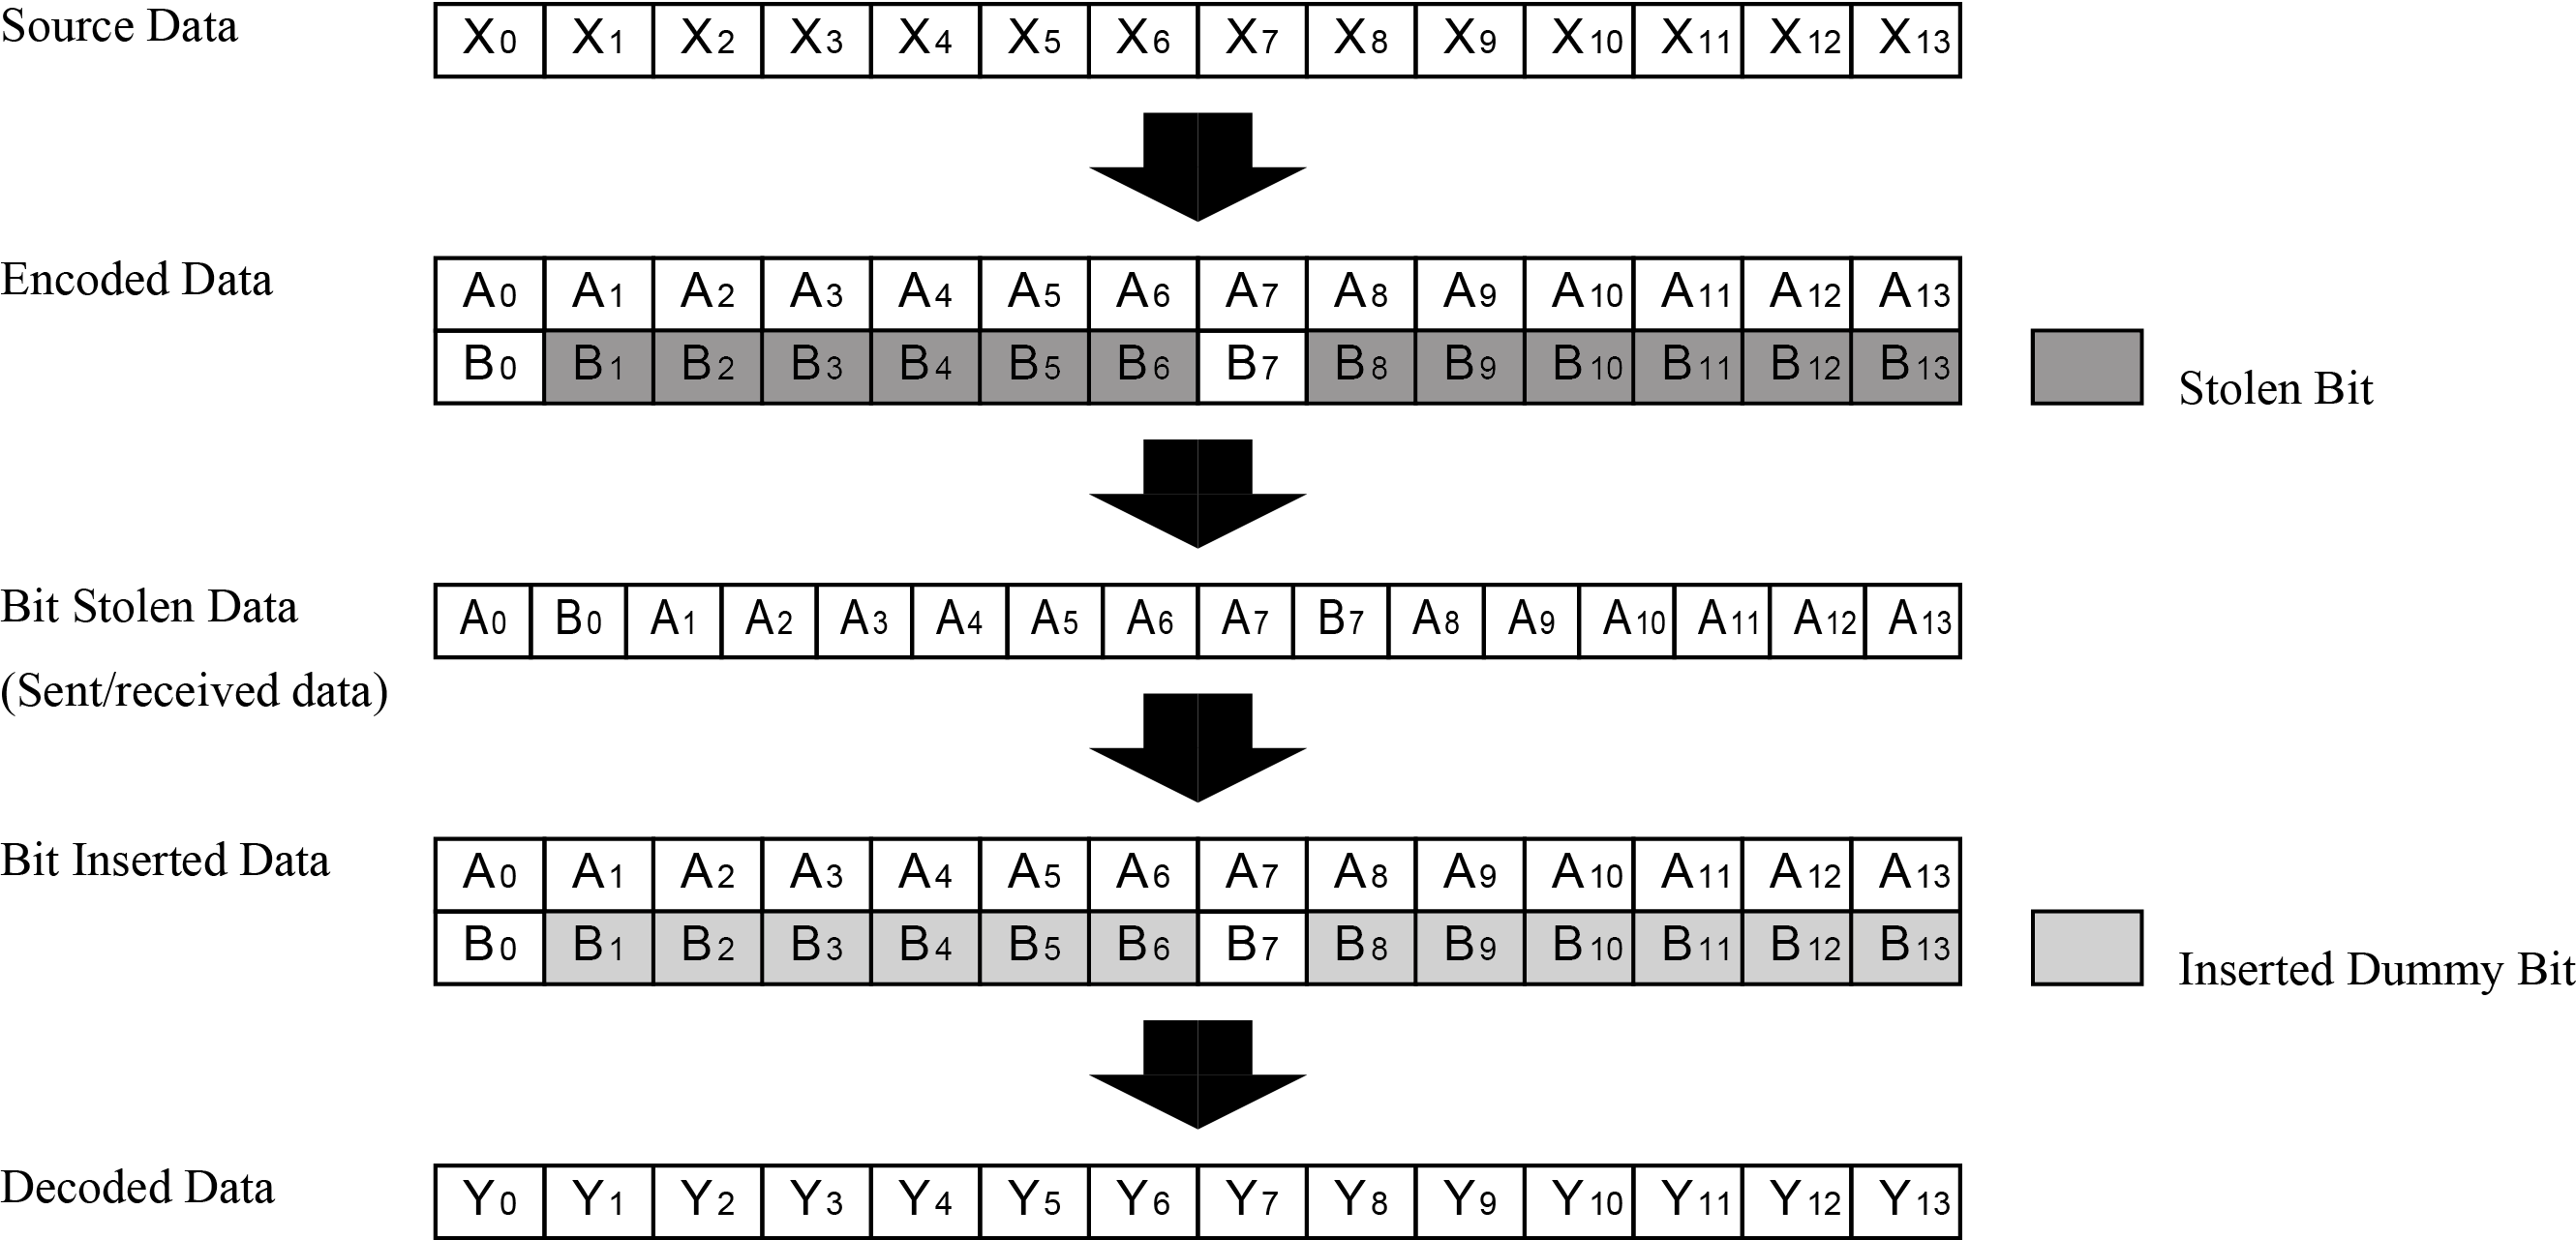 Source Data X0 X1 X2 X3 X4 X5 X6 X7 X8 X9 X10 X11 X12 X13
Encoded Data A0 A1 A2 A3 A4 A5 A6 A7 A8 A9 A10 A11 A12 A13
B0 B1 B2 B3 B4 B5 B6 B7 B8 B9 B10 B11 B12 B13 Stolen Bit
Bit Stolen Data A0 B0 A1 A2 A3 A4 A5 A6 A7 B7 A8 A9 A10 A11 A12 A13
(Sent/received data)
Bit Inserted Data A0 A1 A2 A3 A4 A5 A6 A7 A8 A9 A10 A11 A12 A13
B0 B1 B2 B3 B4 B5 B6 B7 B8 B9 B10 B11 B12 B13 Inserted Dummy Bit
Decoded Data Y0 Y1 Y2 Y3 Y4 Y5 Y6 Y7 Y8 Y9 Y10 Y11 Y12 Y13